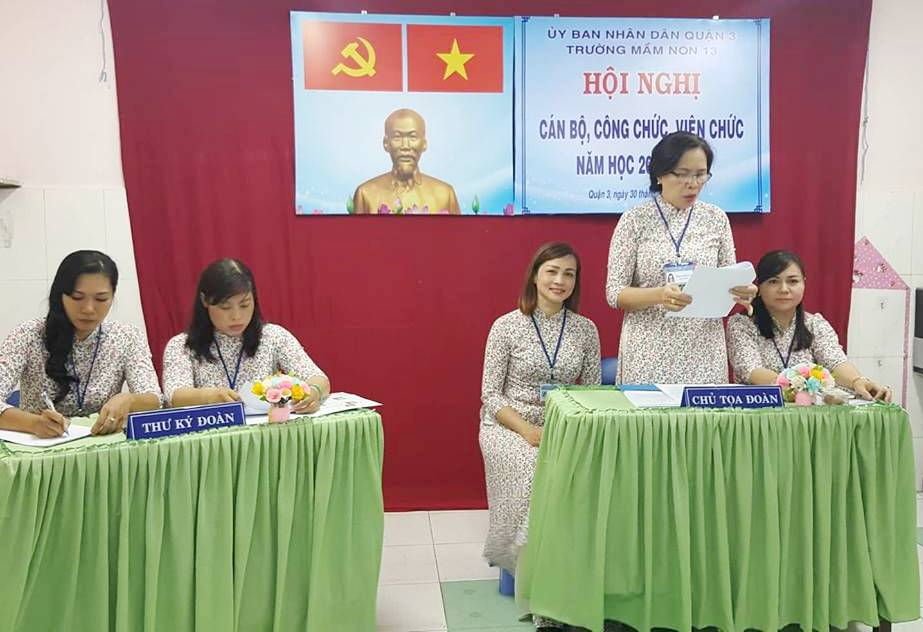 ỦY BAN NHÂN DÂN QUẬN 3
TRƯỜNG MẦM NON 13
HỘI NGHỊ
CÁN BỘ, CÔNG CHỨC, VIÊN CHỨC
NĂM HỌC
Quận 3, ngày 30
THƯ KÝ ĐOÀN
CHỦ TỌA ĐOÀN